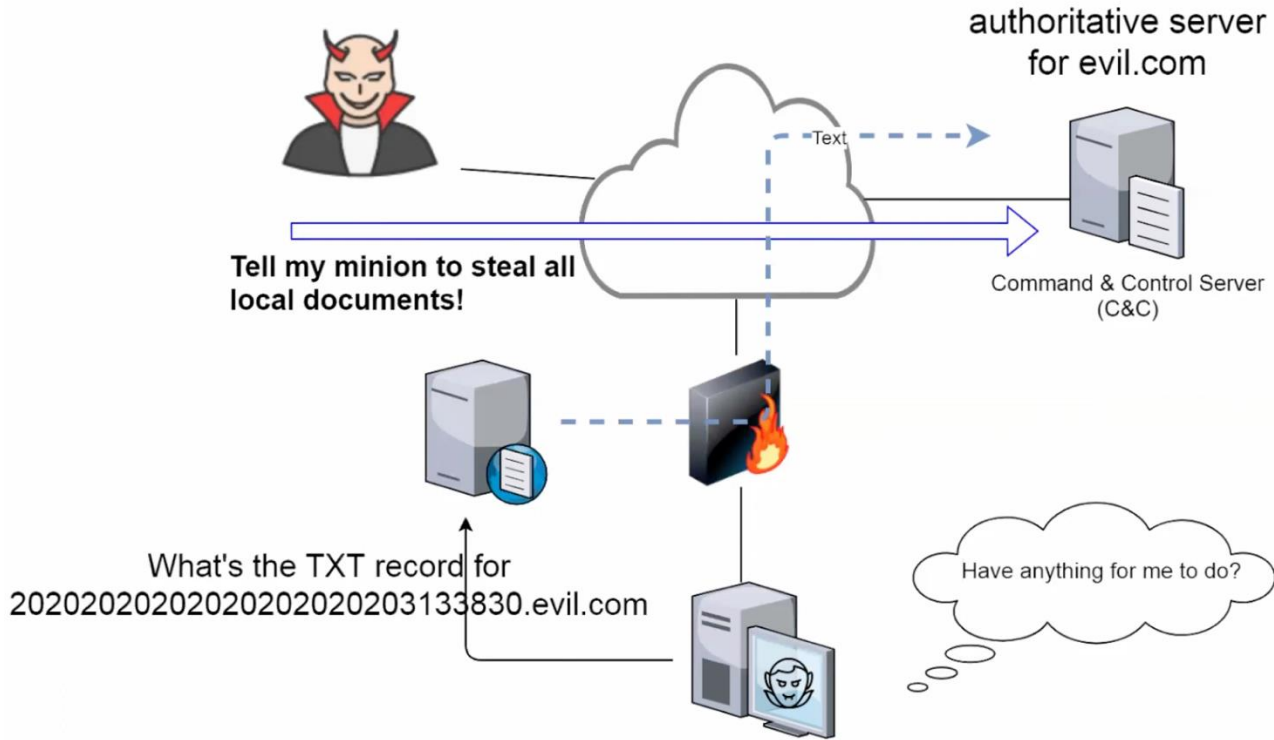 authoritative server
for evil.com
Text
Tell my minion to steal all
local documents!
Command & Control Server
(C&C)
What's the TXT record for
20202020202020202020203133830.evil.com
Have anything for me to do?